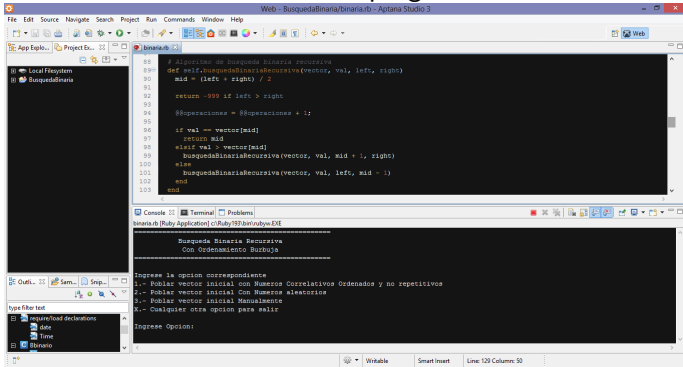 Web - BusquedaBinaria/binaria.rb - Aptana Studio 3
File Edit Source Navigate Search Project Run Commands Window Help
Web
App Explo...
Project Ex...
Local Filesystem
BusquedaBinaria
binaria.rb
88 # Algoritmo de busqueda binaria recursiva
89 def self.busquedaBinariaRecursiva(vector, val, left, right)
90 mid = (left + right) / 2
91
92 return -999 if left > right
93
94 @@operaciones = @@operaciones + 1;
95
96 if val == vector[mid]
97 return mid
98 elsif val > vector[mid]
99 busquedaBinariaRecursiva(vector, val, mid + 1, right)
100 else
101 busquedaBinariaRecursiva(vector, val, left, mid - 1)
102 end
103 end
Outli...
Sam...
Snip...
type filter text
require/load declarations
date
Time
Bbinario
Console
Terminal
Problems
binaria.rb [Ruby Application] c:\Ruby193\bin\rubyw.EXE
================================================
Busqueda Binaria Recursiva
Con Ordenamiento Burbuja
================================================
Ingrese la opcion correspondiente
1.- Poblar vector inicial con Numeros Correlativos Ordenados y no repetitivos
2.- Poblar vector inicial Con Numeros aleatorios
3.- Poblar vector inicial Manualmente
X.- Cualquier otra opcion para salir
Ingrese Opcion:
Writable
Smart Insert
Line: 129 Column: 50